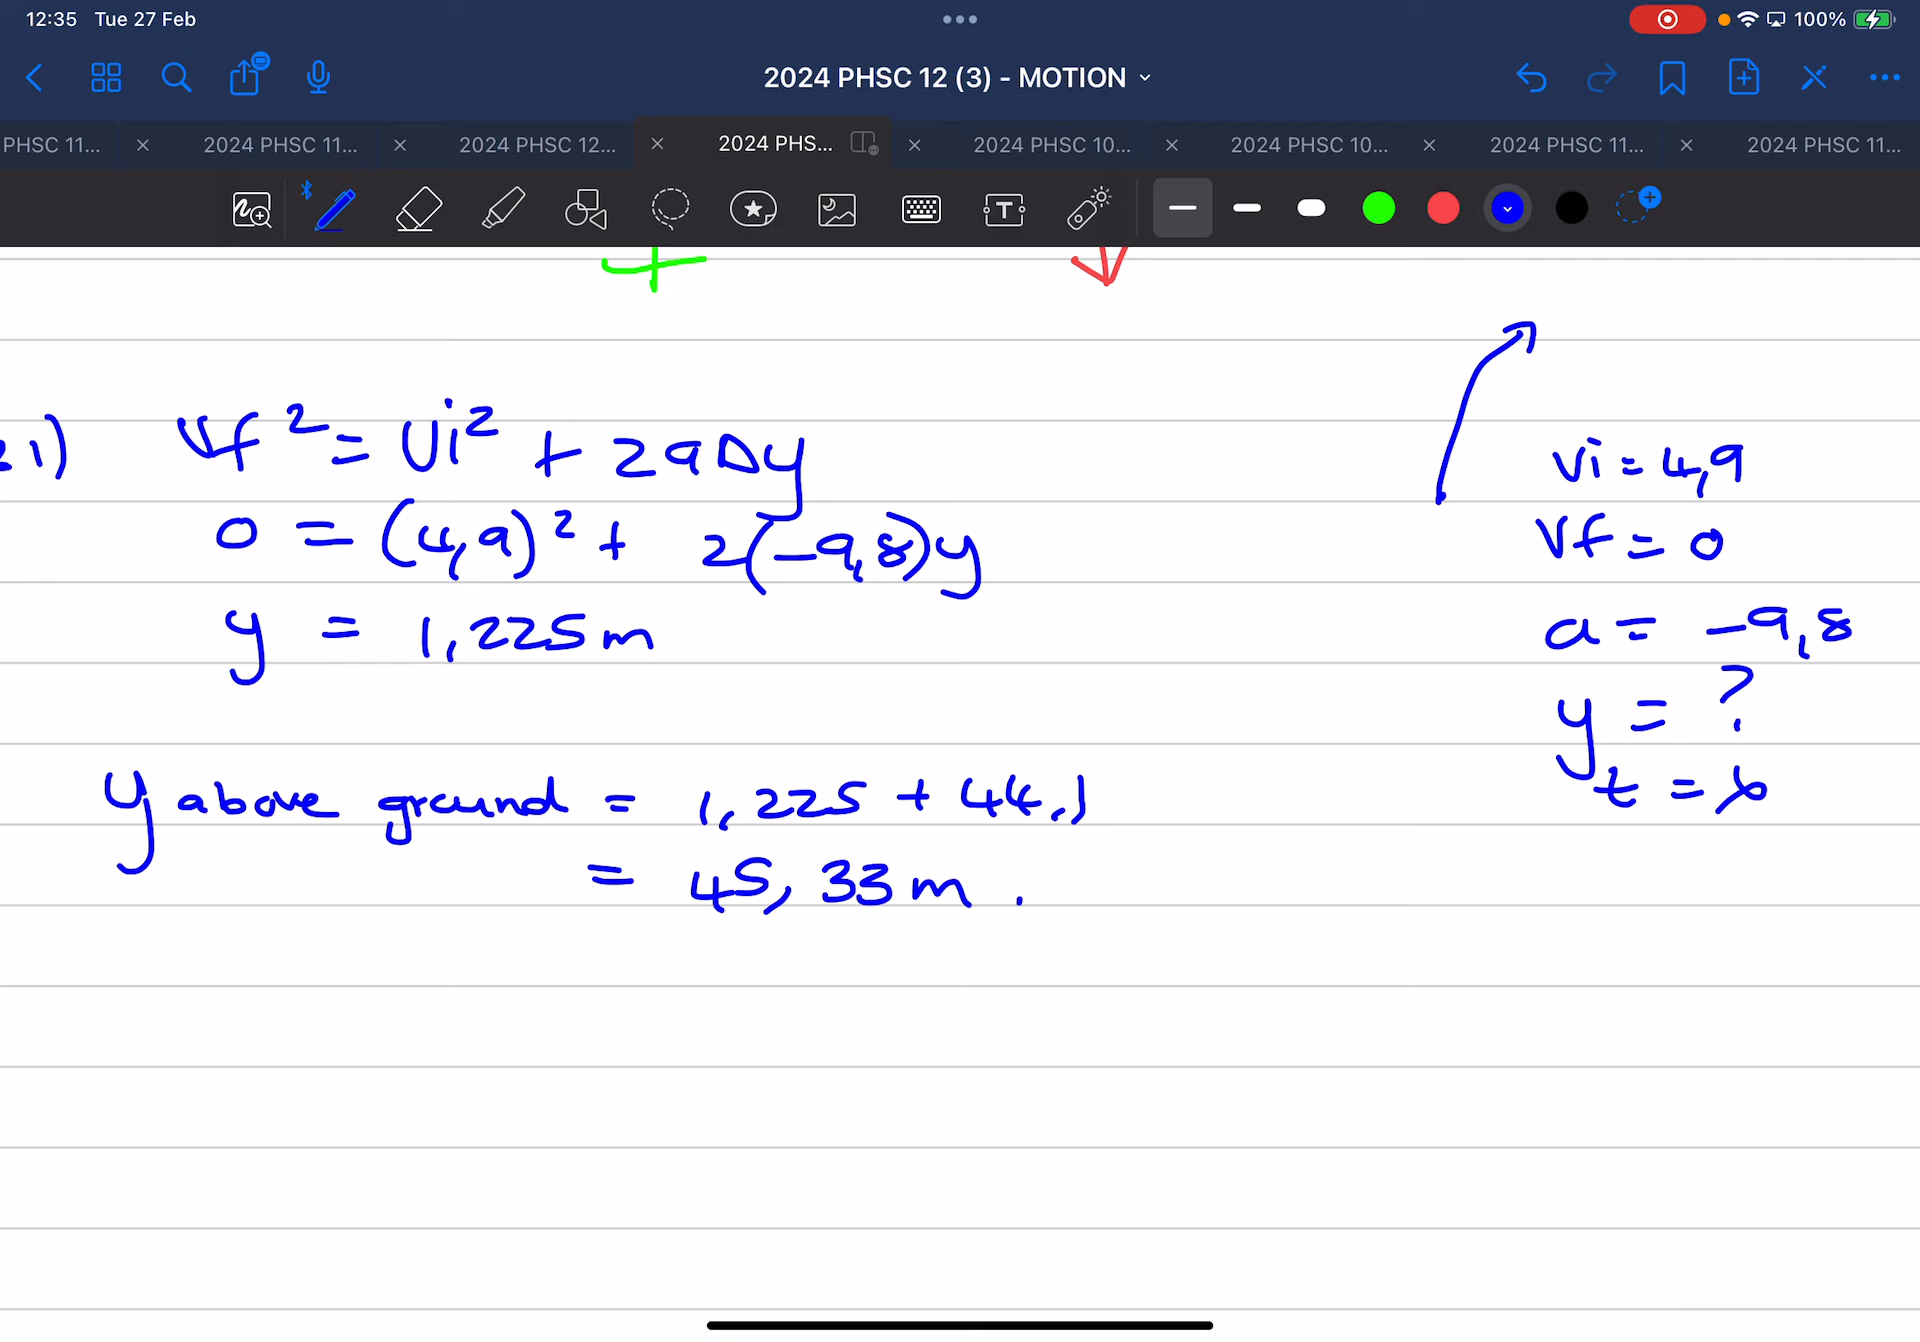 12:35 Tue 27 Feb
100%
2024 PHSC 12 (3) - MOTION
PHSC 11... 2024 PHSC 11... 2024 PHSC 12... 2024 PHS... 2024 PHSC 10... 2024 PHSC 10... 2024 PHSC 11... 2024 PHSC 11...
1) Vf² = Vi² + 2aΔy
0 = (4,9)² + 2(-9,8)y
y = 1,225m
y above ground = 1,225 + 44,1
= 45,33m.
Vi = 4,9
Vf = 0
a = -9,8
y = ?
t =